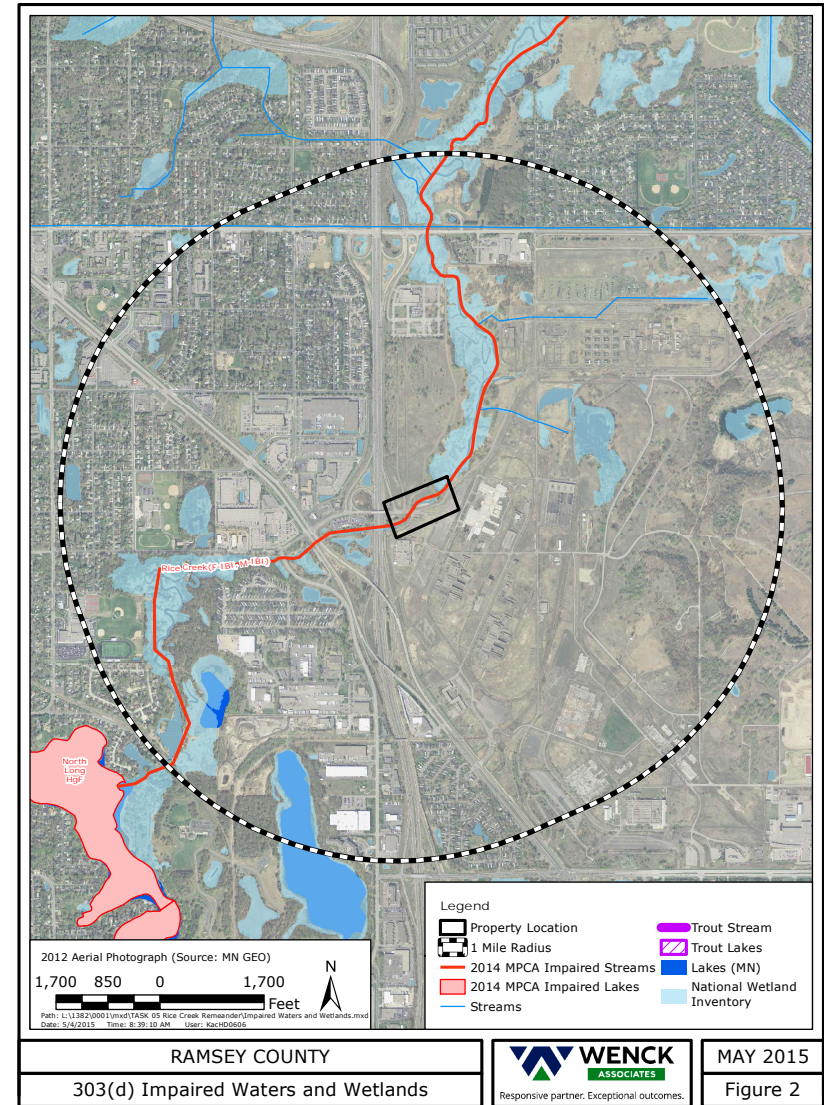 Rice Creek(F-IBI, M-IBI)
North
Long
HgF
2012 Aerial Photograph (Source: MN GEO)
1,700 850 0 1,700
Feet
N
Path: L:\1382\0001\mxd\TASK 05 Rice Creek Remeander\Impaired Waters and Wetlands.mxd
Date: 5/4/2015 Time: 8:39:10 AM User: KacHD0606
Legend
Property Location
1 Mile Radius
2014 MPCA Impaired Streams
2014 MPCA Impaired Lakes
Streams
Trout Stream
Trout Lakes
Lakes (MN)
National Wetland
Inventory
RAMSEY COUNTY
303(d) Impaired Waters and Wetlands
WENCK
ASSOCIATES
Responsive partner. Exceptional outcomes.
MAY 2015
Figure 2